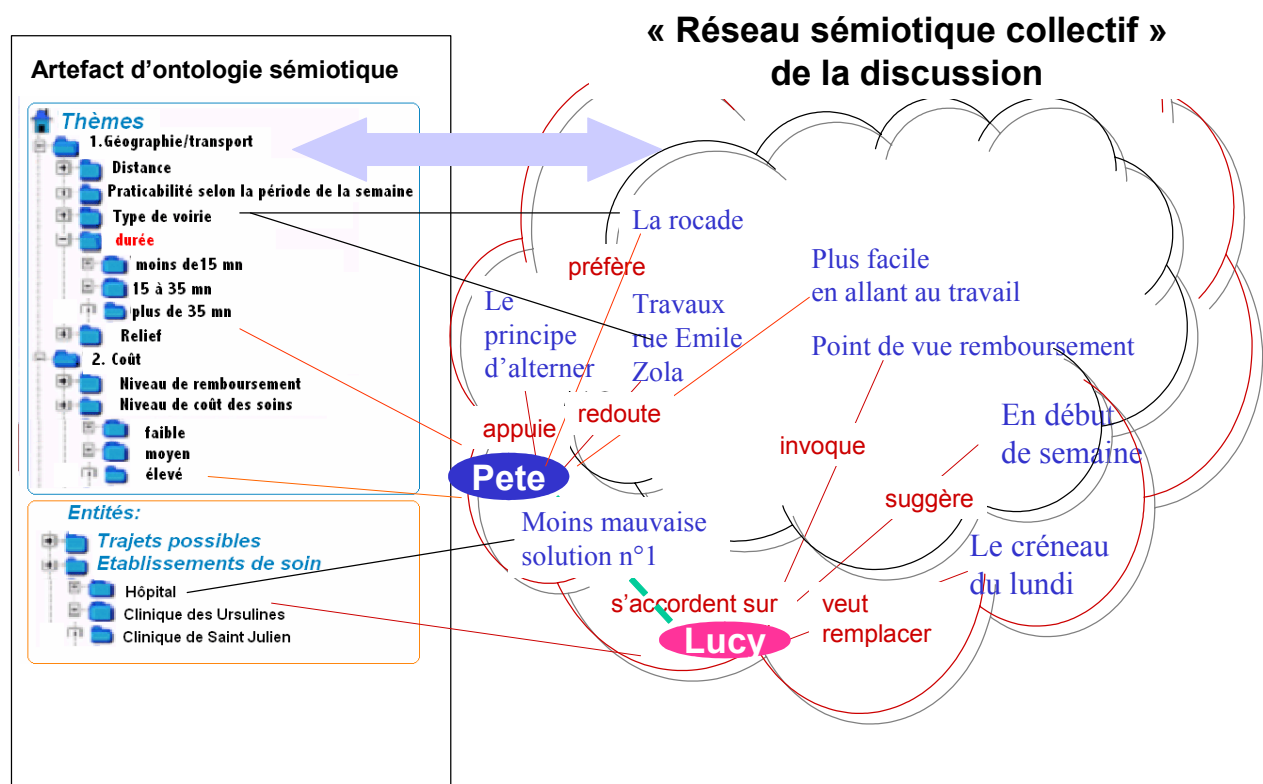 « Réseau sémiotique collectif »
de la discussion
Artefact d'ontologie sémiotique
Thèmes
1.Géographie/transport
Distance
Praticabilité selon la période de la semaine
Type de voirie
durée
moins de15 mn
15 à 35 mn
plus de 35 mn
Relief
2. Coût
Niveau de remboursement
Niveau de coût des soins
faible
moyen
élevé
Entités:
Trajets possibles
Etablissements de soin
Hôpital
Clinique des Ursulines
Clinique de Saint Julien
La rocade
préfère
Le
principe
d'alterner
Travaux
rue Emile
Zola
Plus facile
en allant au travail
Point de vue remboursement
appuie
redoute
invoque
En début
de semaine
suggère
Pete
Moins mauvaise
solution n°1
Le créneau
du lundi
s'accordent sur
veut
remplacer
Lucy